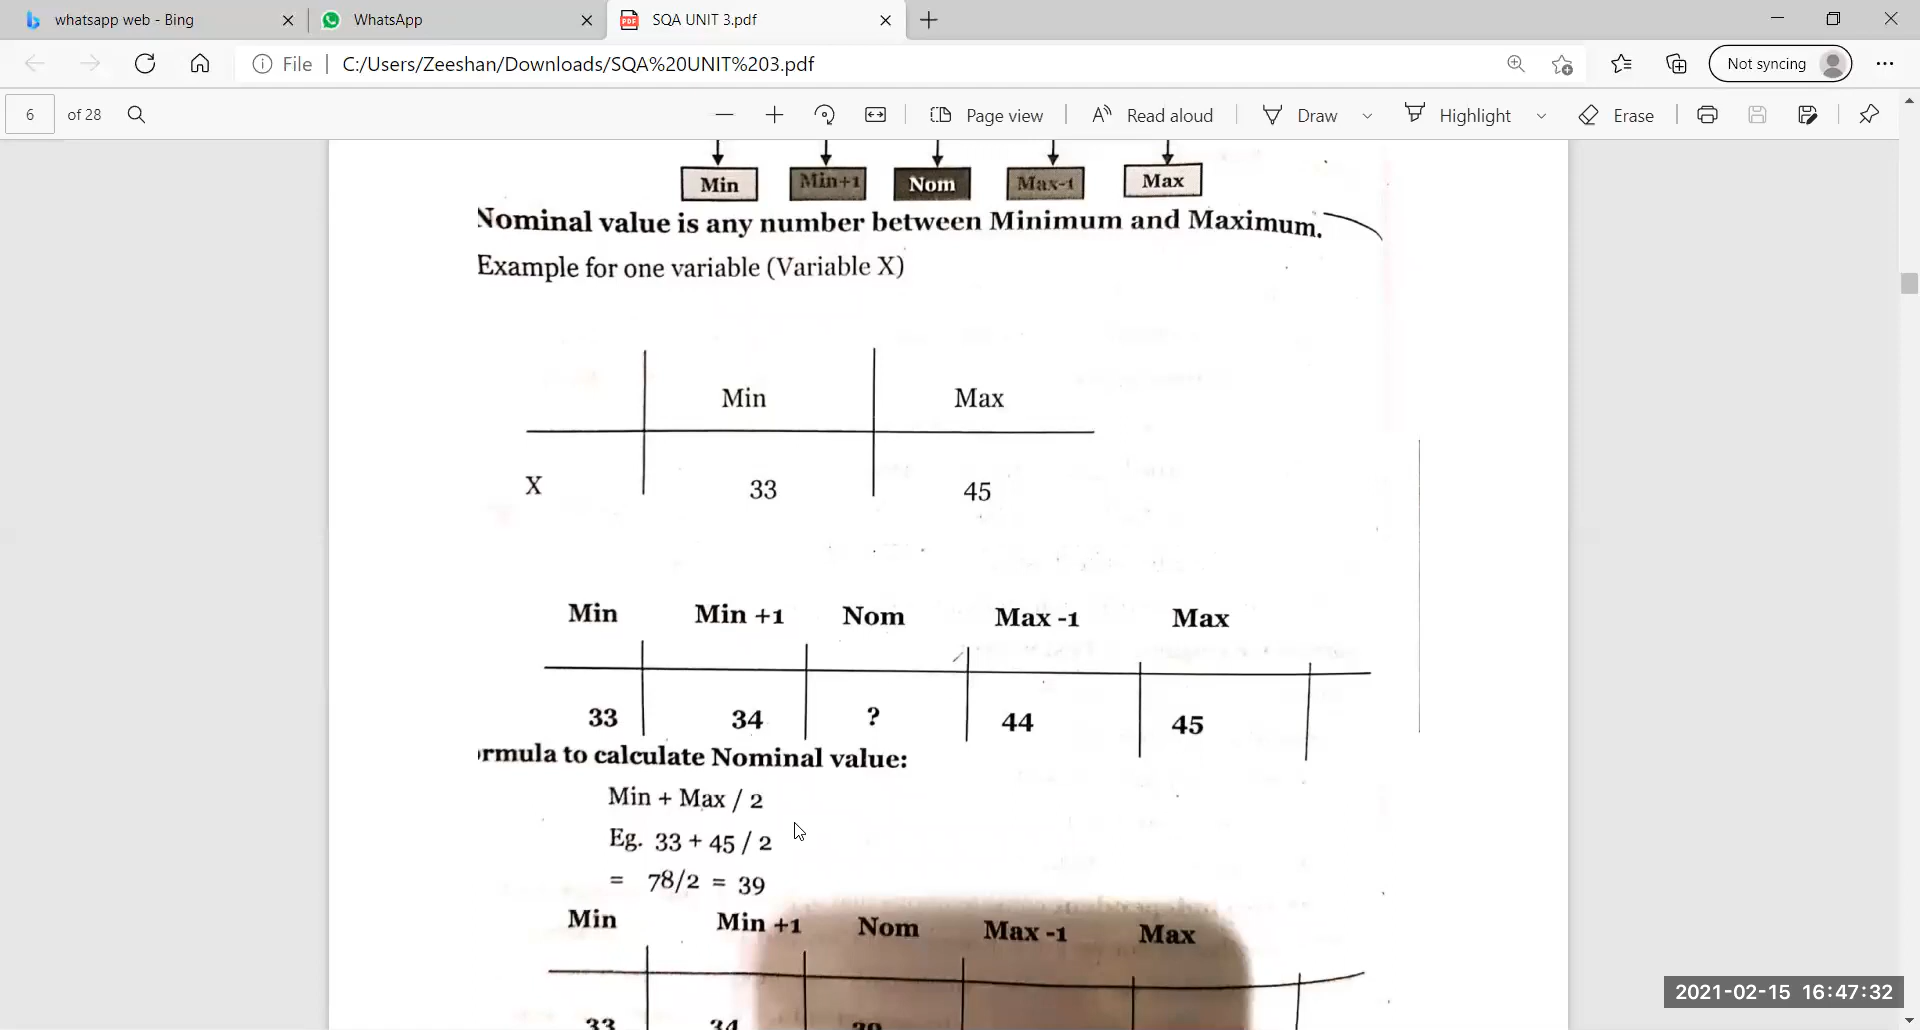 whatsapp web - Bing
WhatsApp
SQA UNIT 3.pdf
File
C:/Users/Zeeshan/Downloads/SQA%20UNIT%203.pdf
Not syncing
6 of 28
Page view
Read aloud
Draw
Highlight
Erase
Min Min+1 Nom Max-1 Max
Nominal value is any number between Minimum and Maximum.
Example for one variable (Variable X)
Min Max
X 33 45
Min Min +1 Nom Max -1 Max
33 34 ? 44 45
rmula to calculate Nominal value:
Min + Max / 2
Eg. 33 + 45 / 2
= 78/2 = 39
Min Min +1 Nom Max -1 Max
33 34 39
2021-02-15 16:47:32